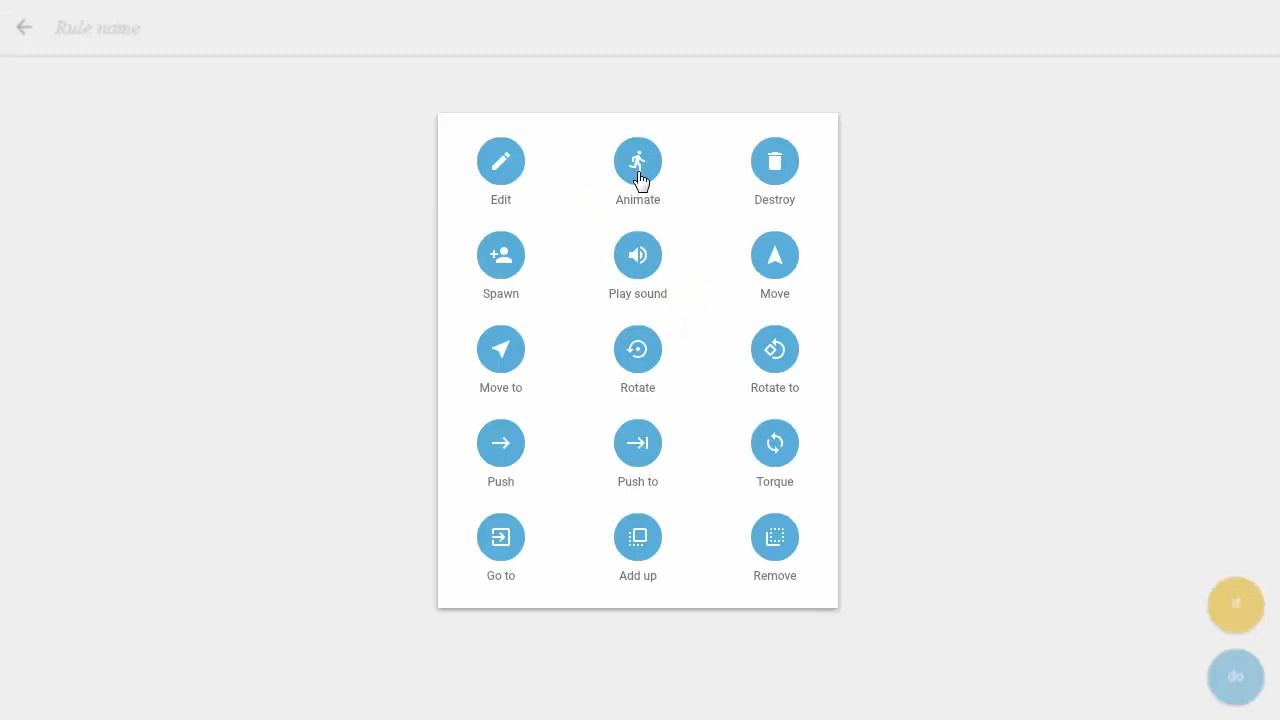 Rule name
Edit
Animate
Destroy
Spawn
Play sound
Move
Move to
Rotate
Rotate to
Push
Push to
Torque
Go to
Add up
Remove
if
do